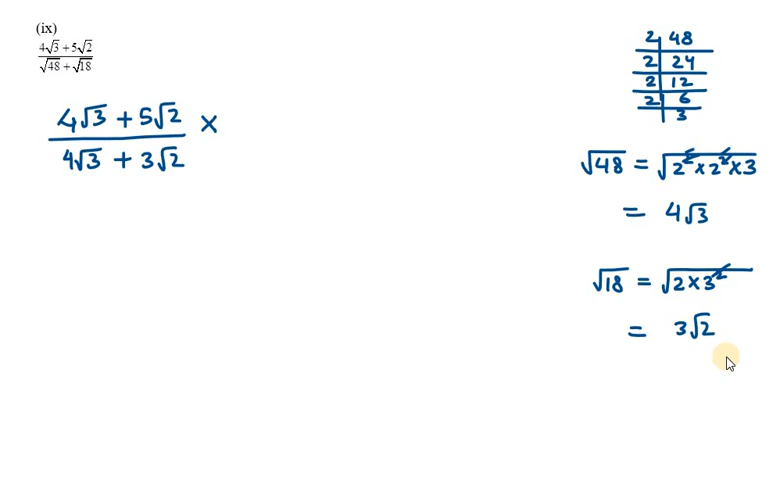 (ix)
4√3 + 5√2
√48 + √18
4√3 + 5√2 ×
4√3 + 3√2
2 48
2 24
2 12
2 6
3
√48 = √2² × 2² × 3
= 4√3
√18 = √2 × 3²
= 3√2